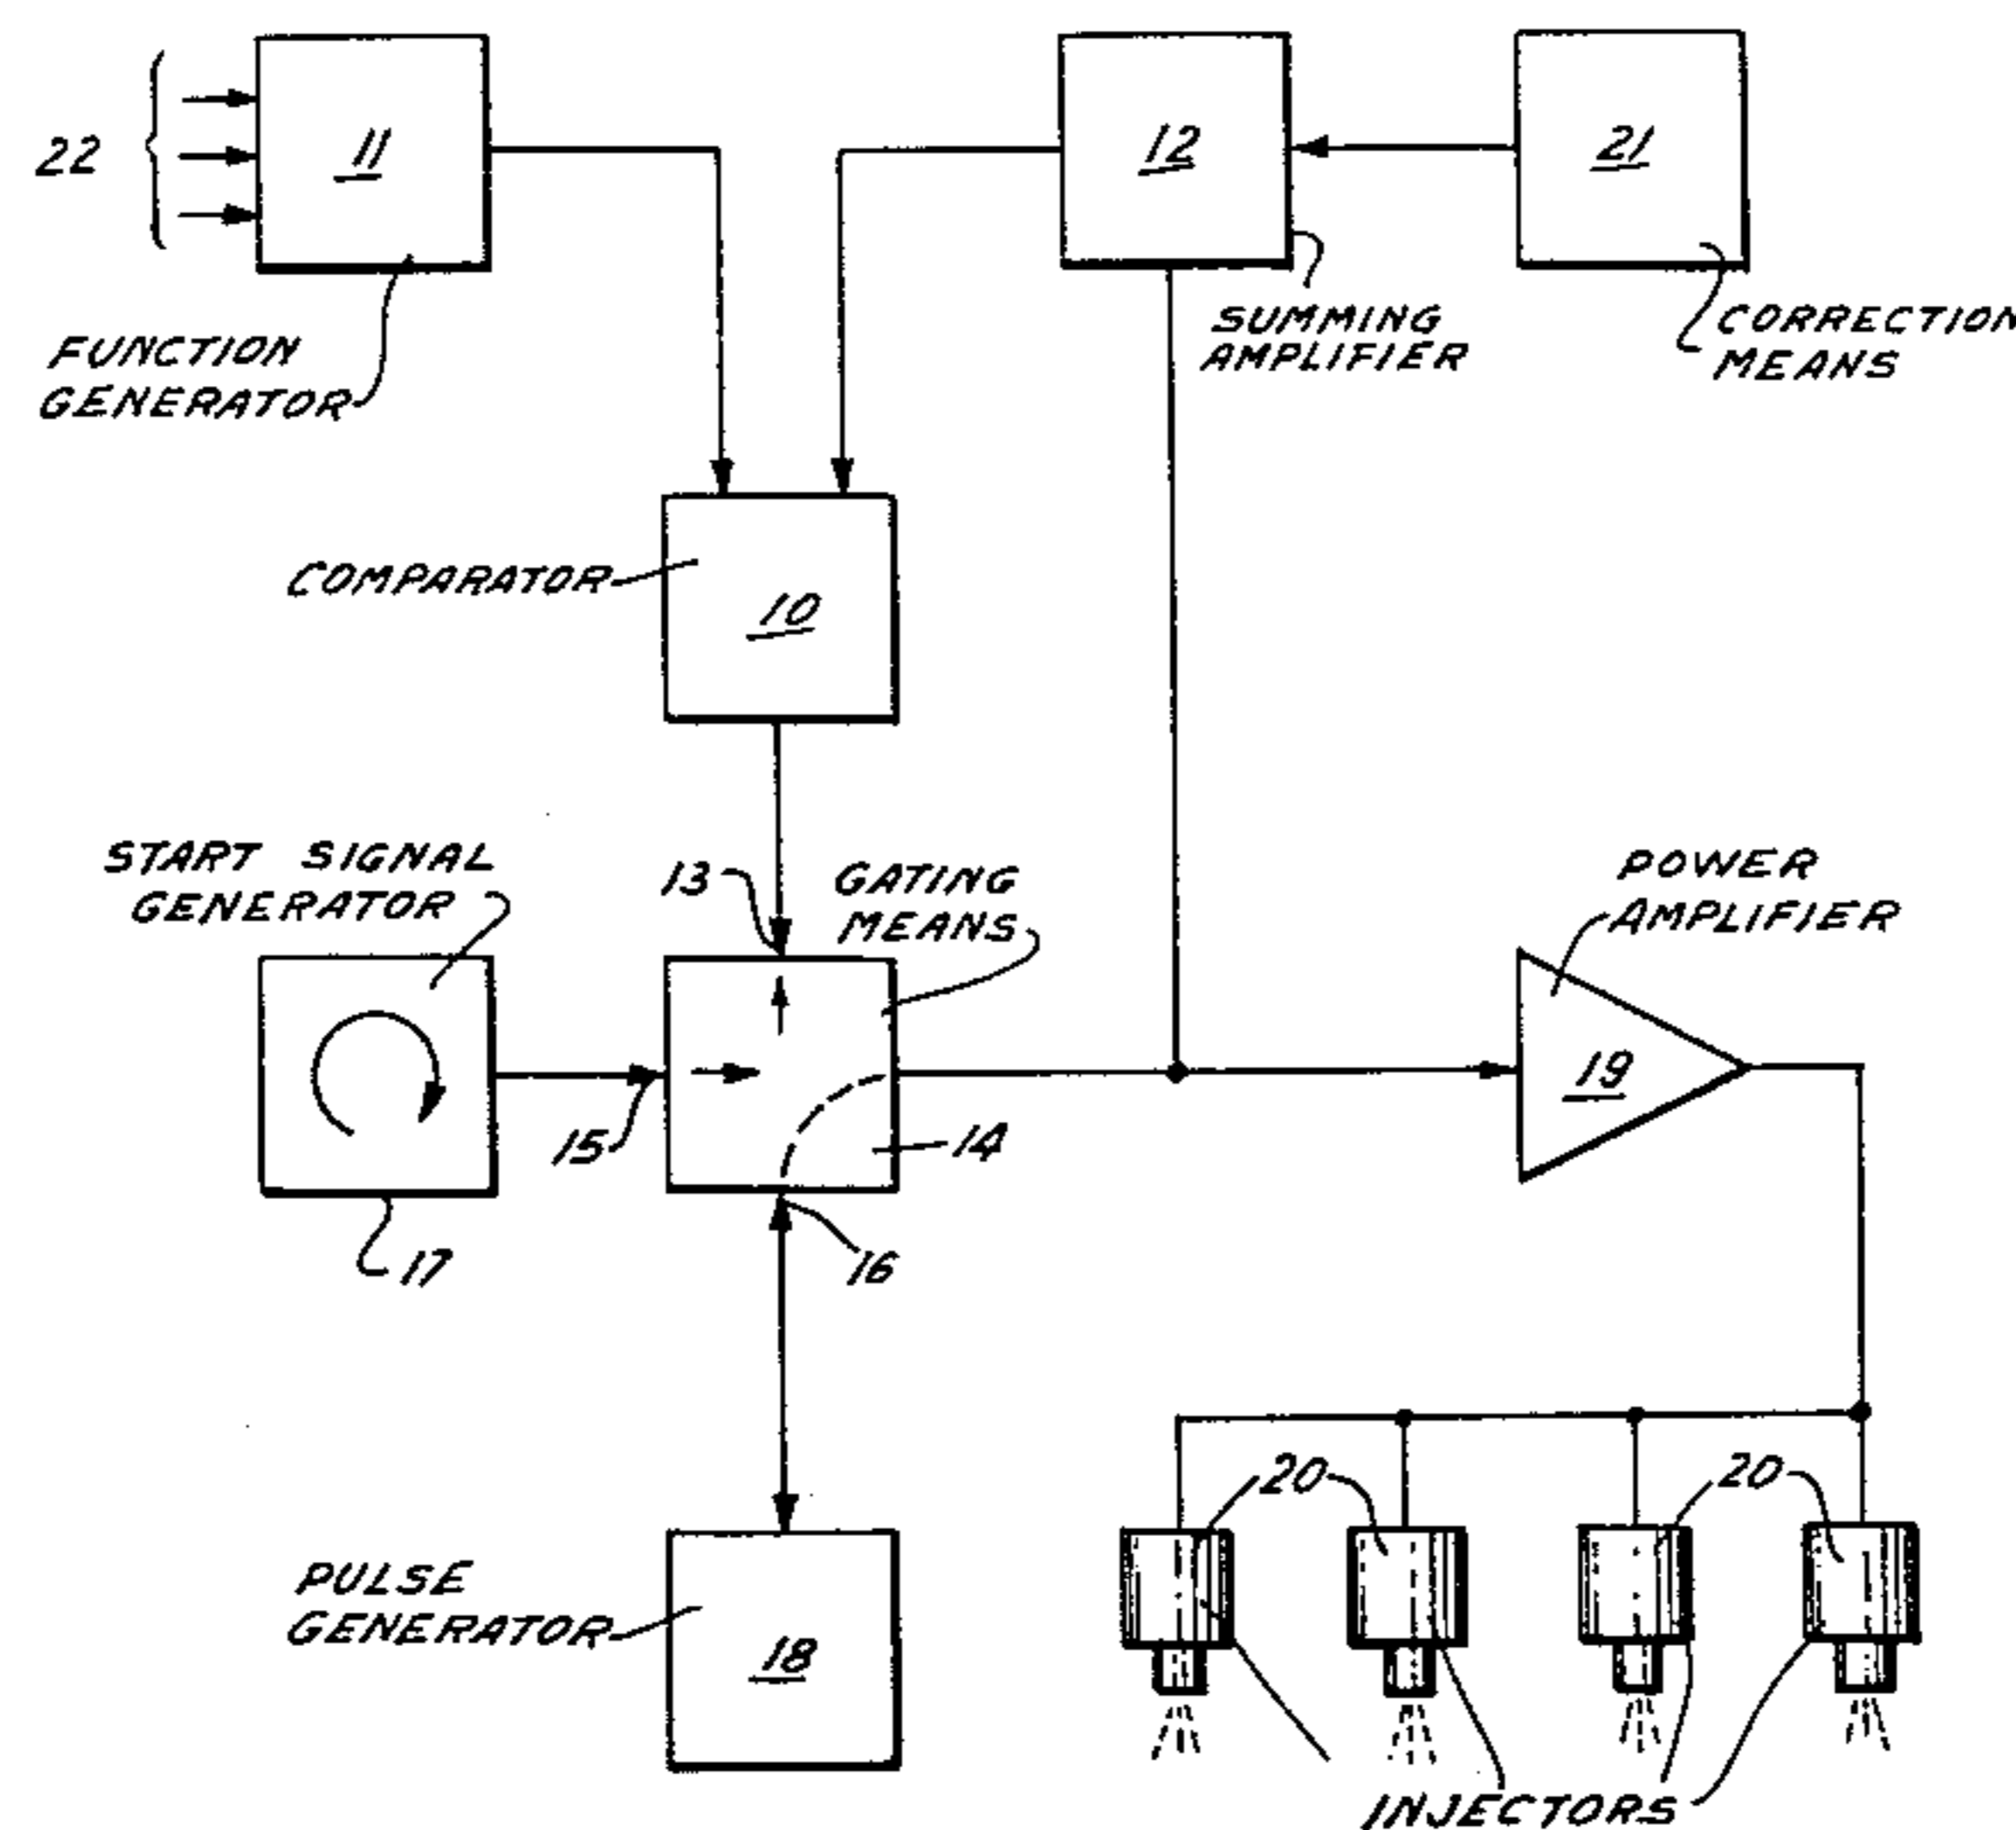 22
11
12
21
FUNCTION
GENERATOR
SUMMING
AMPLIFIER
CORRECTION
MEANS
COMPARATOR
10
START SIGNAL
GENERATOR
13
GATING
MEANS
POWER
AMPLIFIER
19
15
14
17
16
20
20
PULSE
GENERATOR
18
INJECTORS